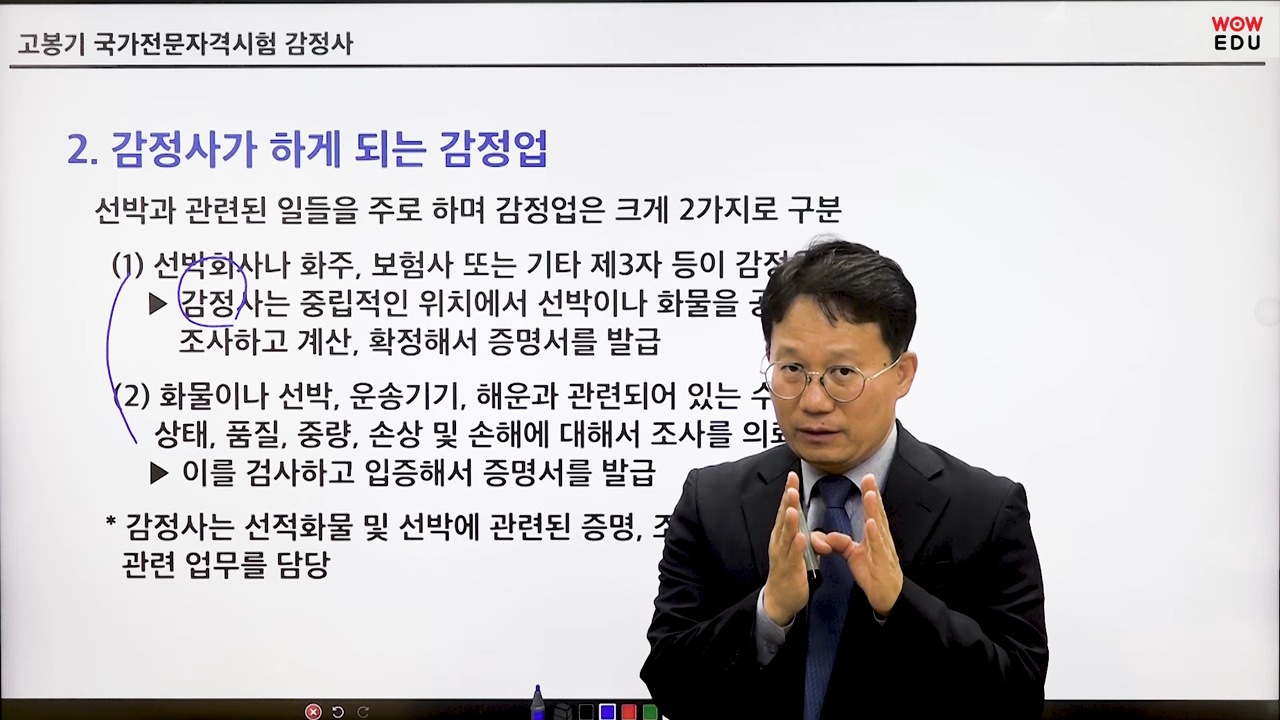 고봉기 국가전문자격시험 감정사
WOW
EDU
2. 감정사가 하게 되는 감정업
선박과 관련된 일들을 주로 하며 감정업은 크게 2가지로 구분
(1) 선박회사나 화주, 보험사 또는 기타 제3자 등이
▶ 감정사는 중립적인 위치에서 선박이나 화물을
조사하고 계산, 확정해서 증명서를 발급
(2) 화물이나 선박, 운송기기, 해운과 관련되어 있는
상태, 품질, 중량, 손상 및 손해에 대해서 조사를
▶ 이를 검사하고 입증해서 증명서를 발급
* 감정사는 선적화물 및 선박에 관련된 증명,
관련 업무를 담당